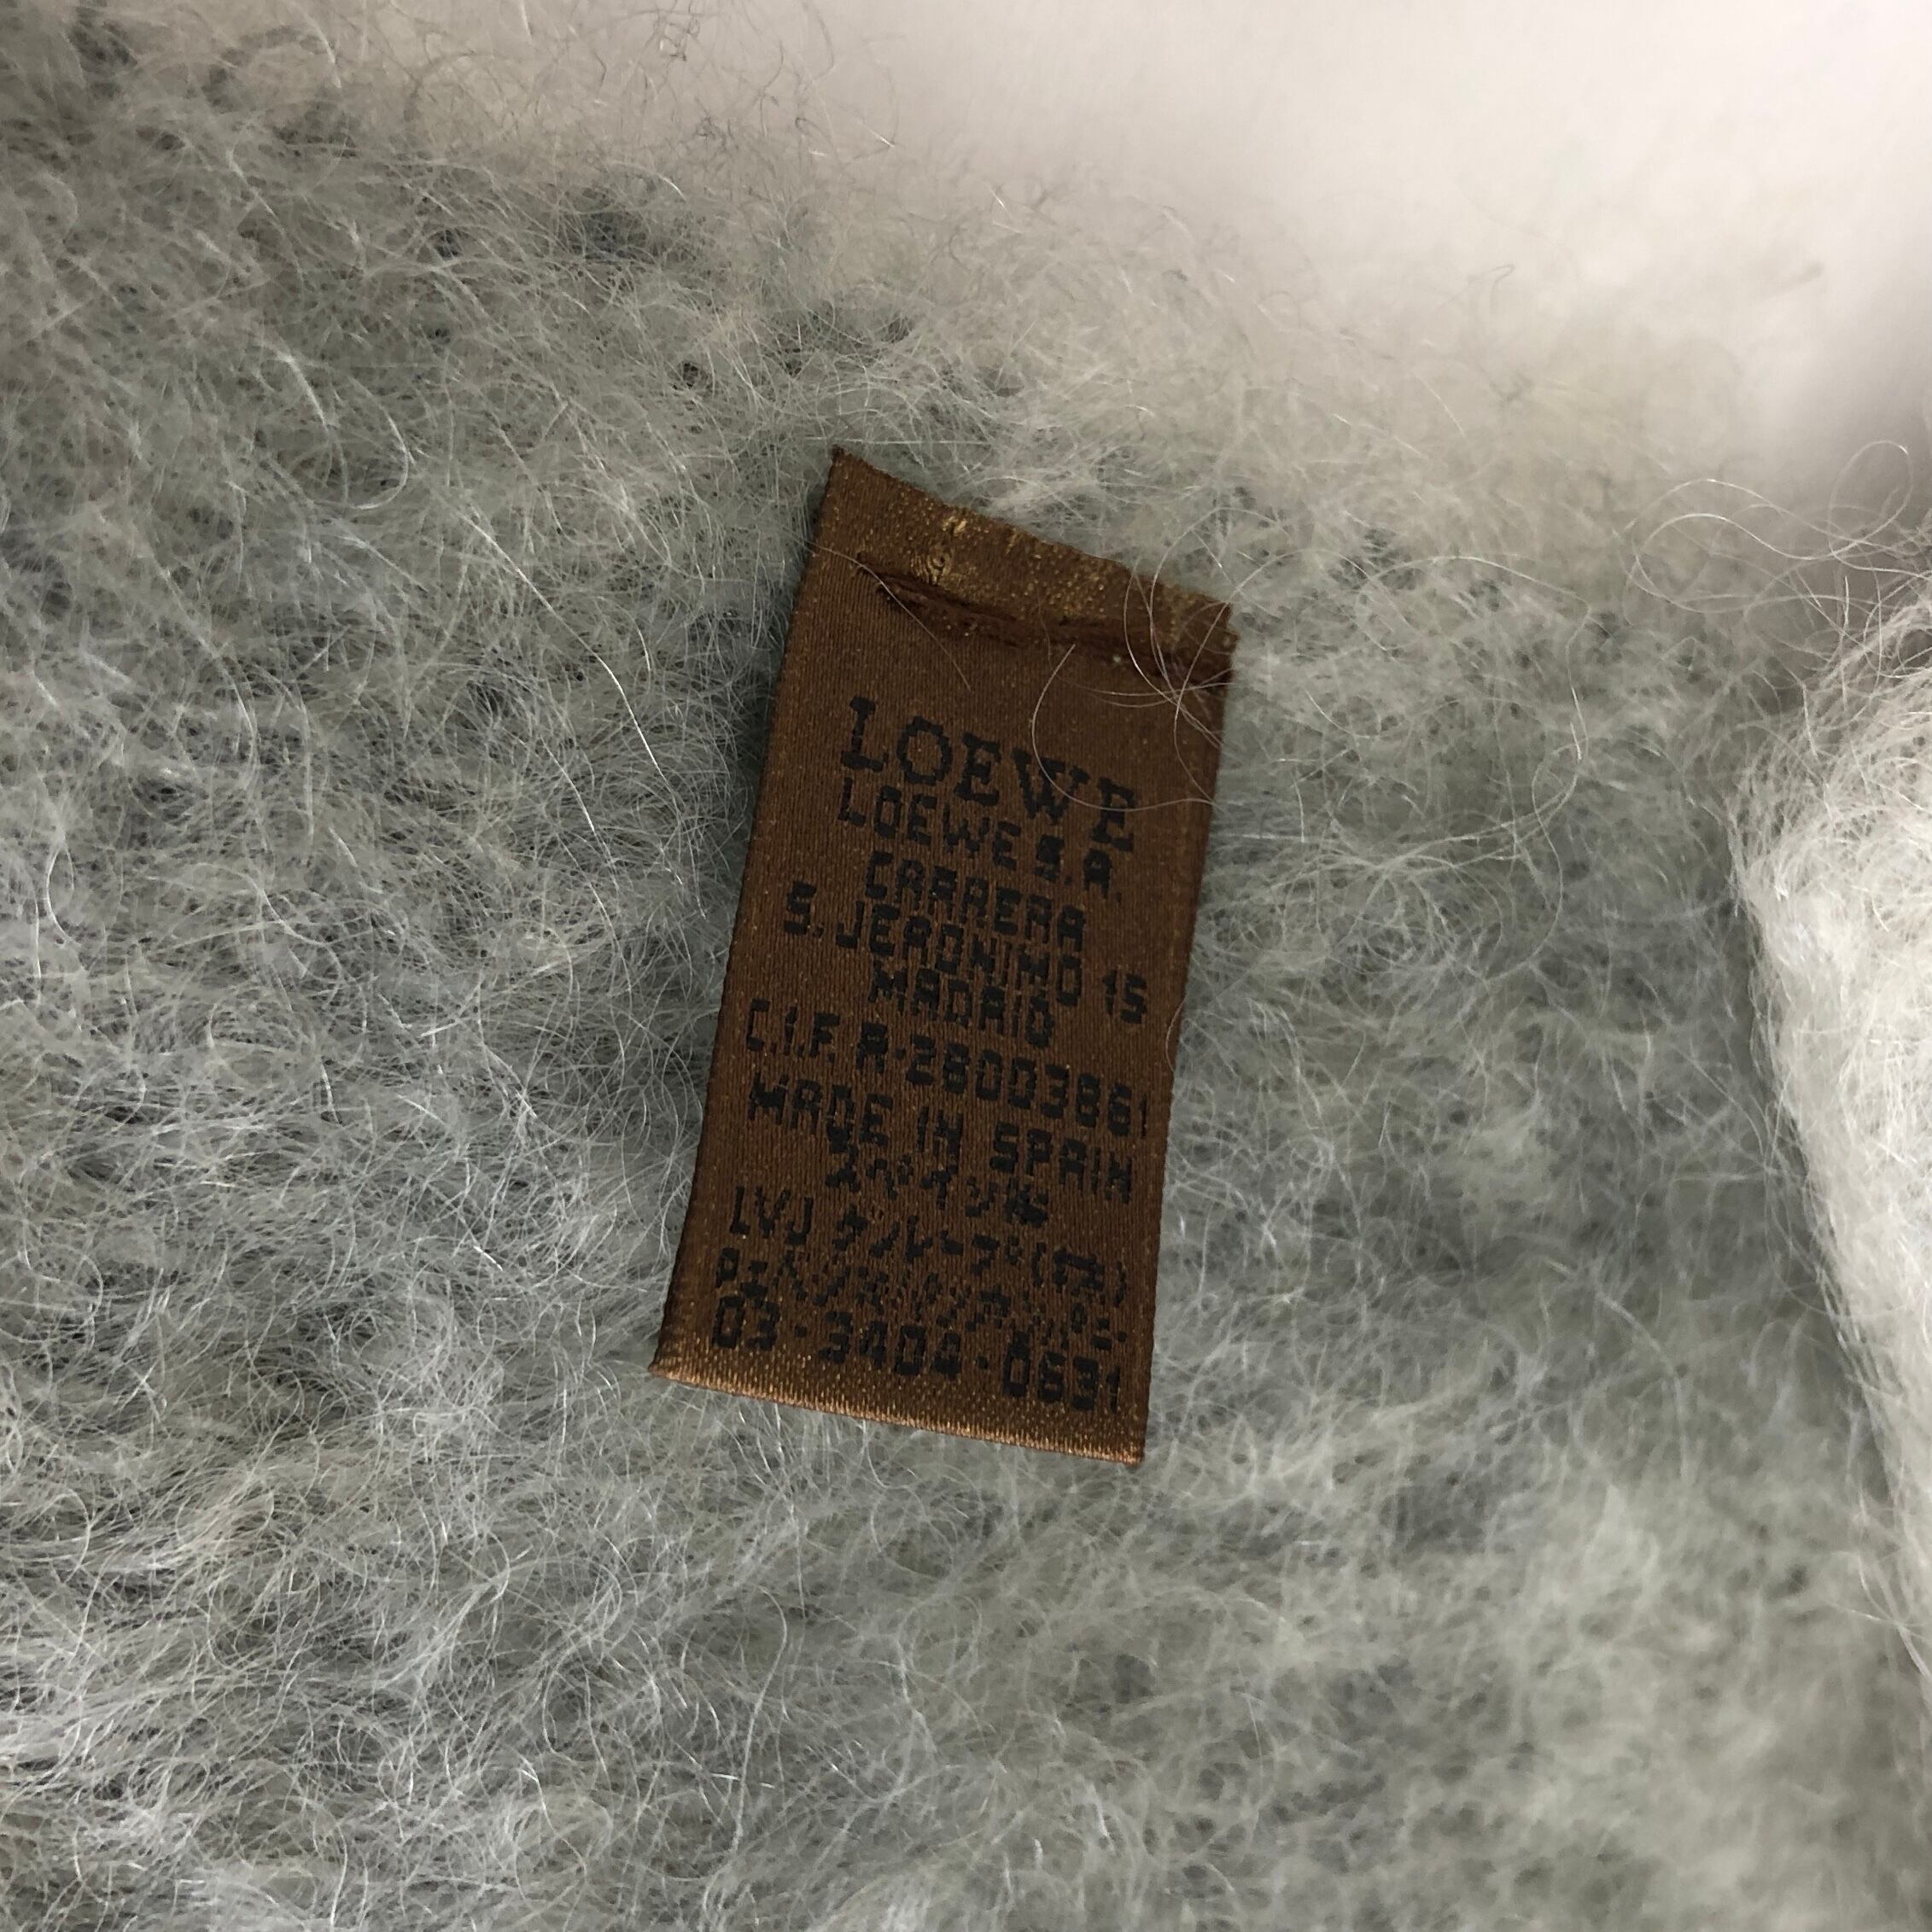 LOEWE
LOEWE S.A.
CARRERA
S. JERONIMO 15
MADRID
C.I.F. A-28003861
MADE IN SPAIN
スペイン製
LVJ グループ(株)
03-3404-0631